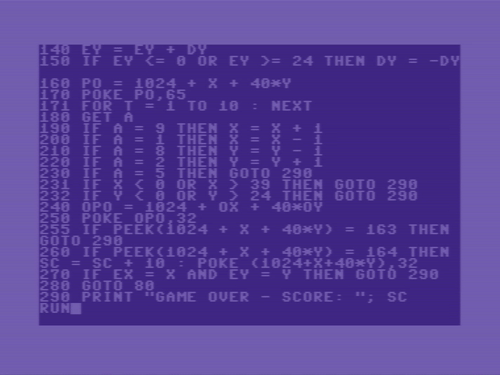 140 EY = EY + DY
150 IF EY <= 0 OR EY >= 24 THEN DY = -DY
160 PO = 1024 + X + 40*Y
170 POKE PO,65
171 FOR T = 1 TO 10 : NEXT
180 GET A
190 IF A = 9 THEN X = X + 1
200 IF A = 1 THEN X = X - 1
210 IF A = 8 THEN Y = Y - 1
220 IF A = 2 THEN Y = Y + 1
230 IF A = 5 THEN GOTO 290
231 IF X < 0 OR X > 39 THEN GOTO 290
232 IF Y < 0 OR Y > 24 THEN GOTO 290
240 OPO = 1024 + OX + 40*OY
250 POKE OPO,32
255 IF PEEK(1024 + X + 40*Y) = 163 THEN
GOTO 290
260 IF PEEK(1024 + X + 40*Y) = 164 THEN
SC = SC + 10 : POKE (1024+X+40*Y),32
270 IF EX = X AND EY = Y THEN GOTO 290
280 GOTO 80
290 PRINT "GAME OVER - SCORE: "; SC
RUN